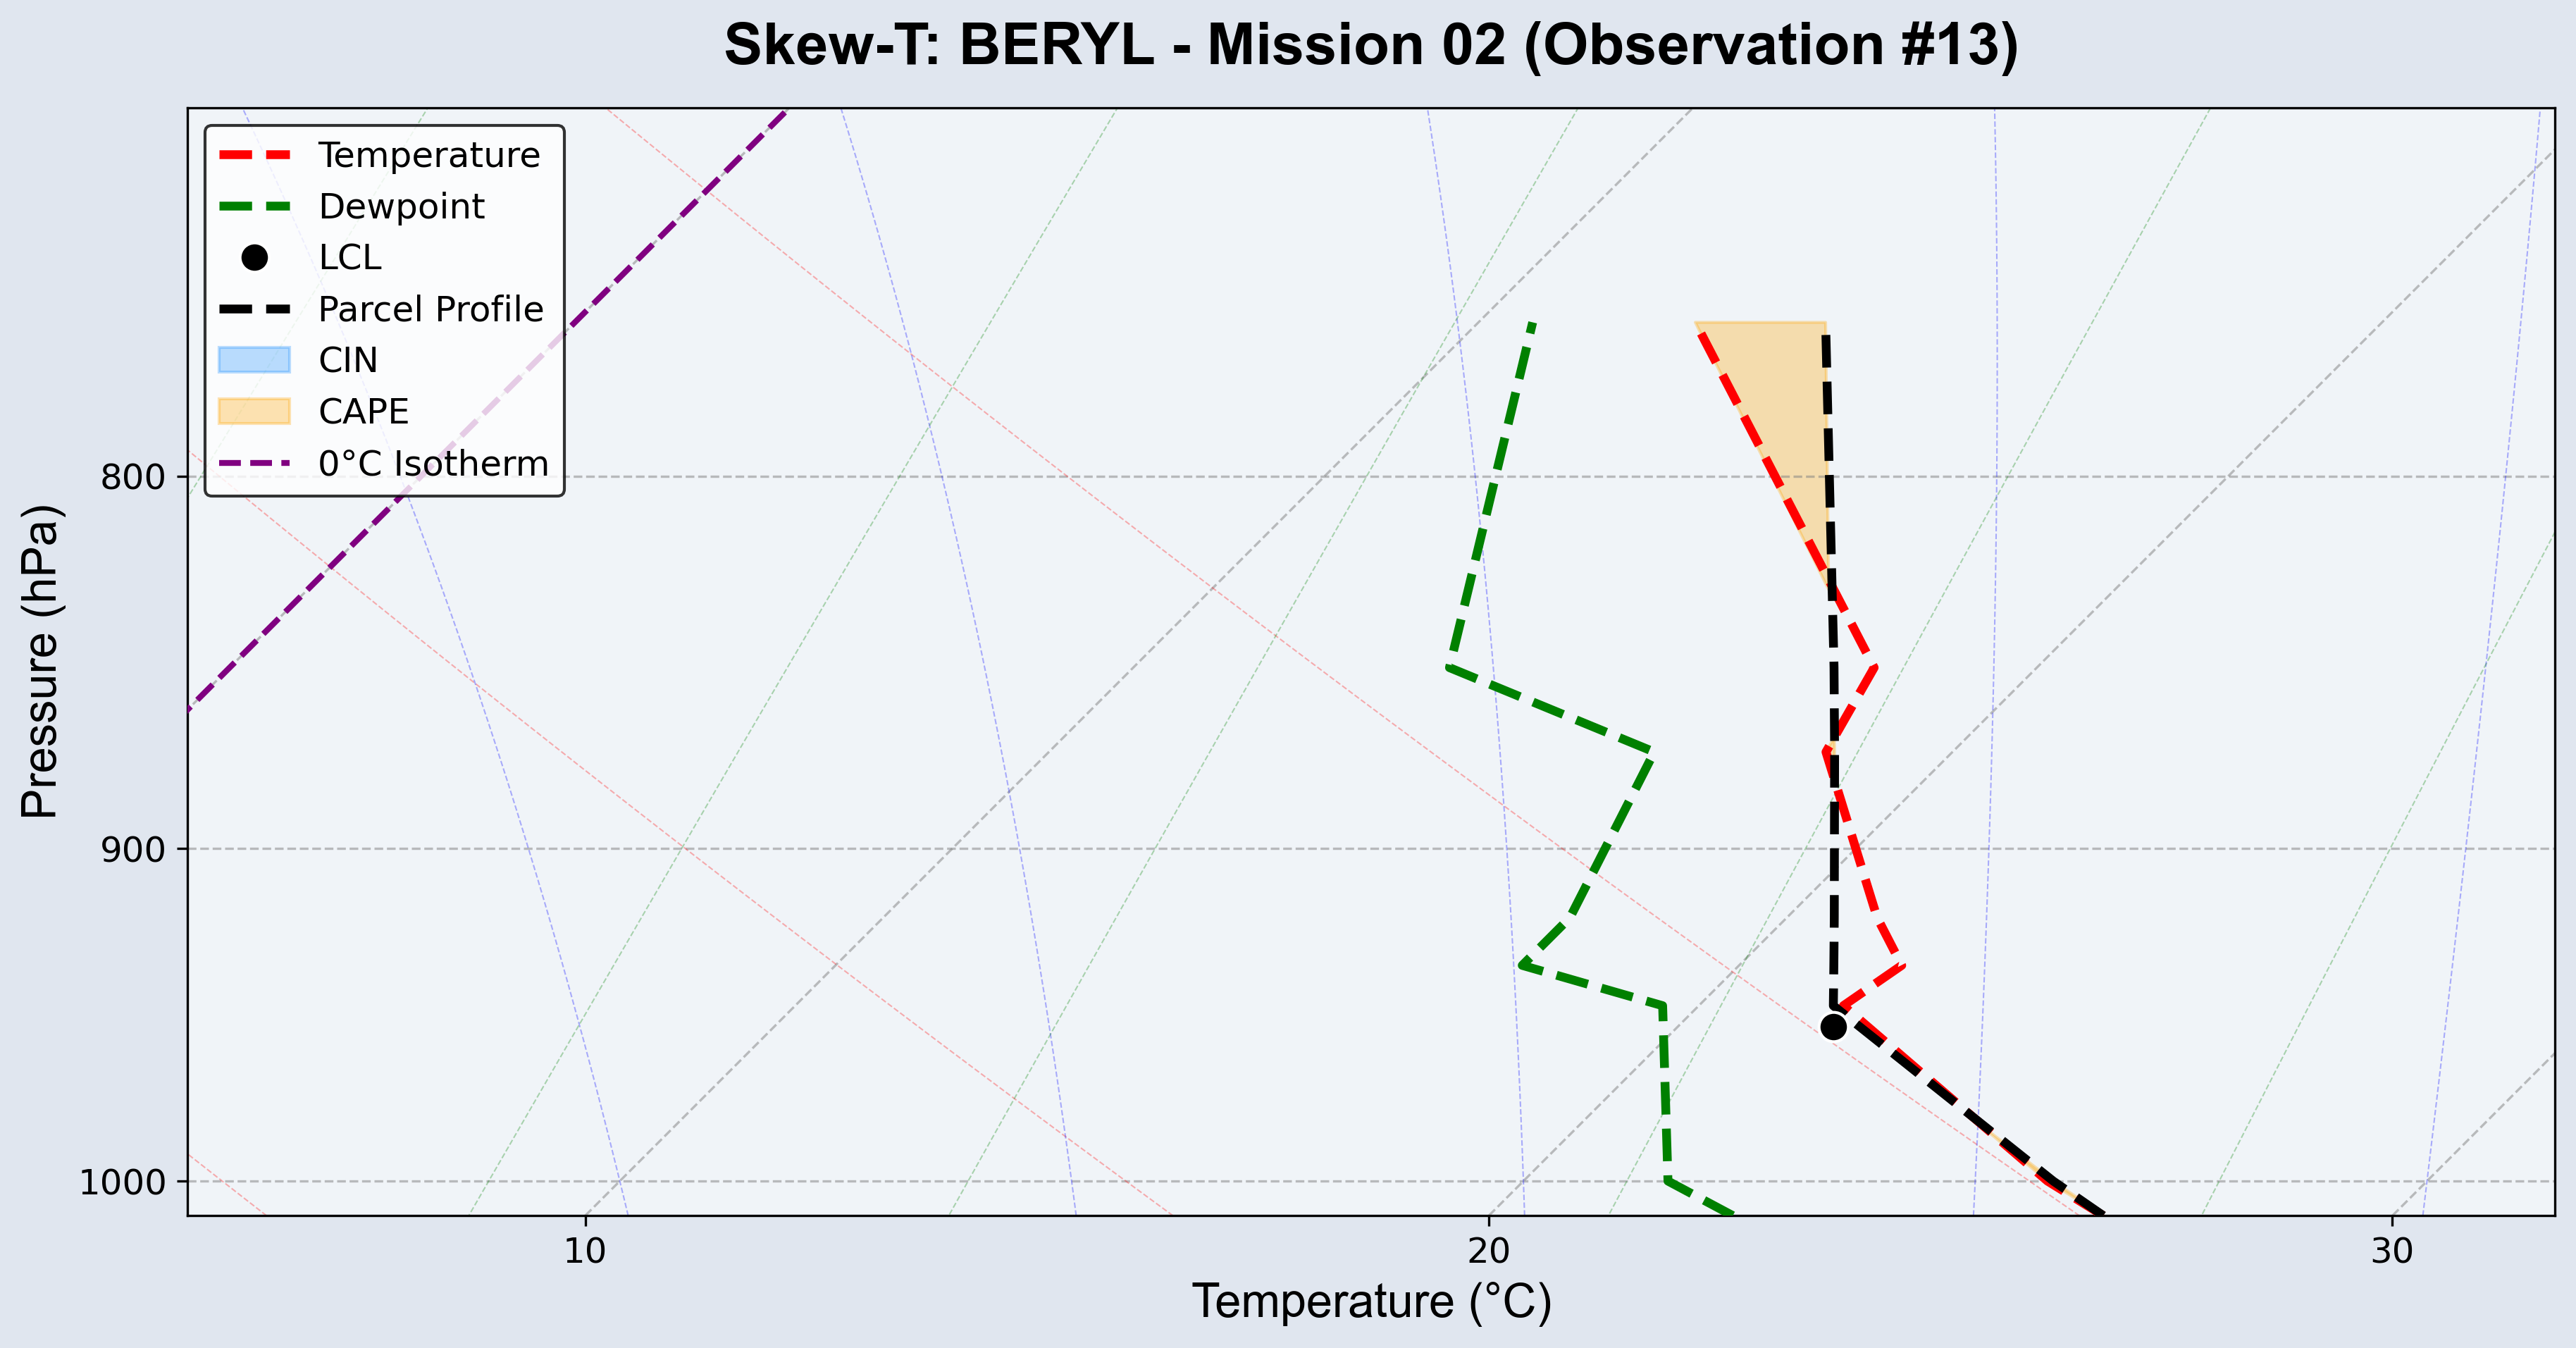 Skew-T: BERYL - Mission 02 (Observation #13)
Temperature
Dewpoint
LCL
Parcel Profile
CIN
CAPE
0°C Isotherm
Pressure (hPa)
800
900
1000
10
20
30
Temperature (°C)